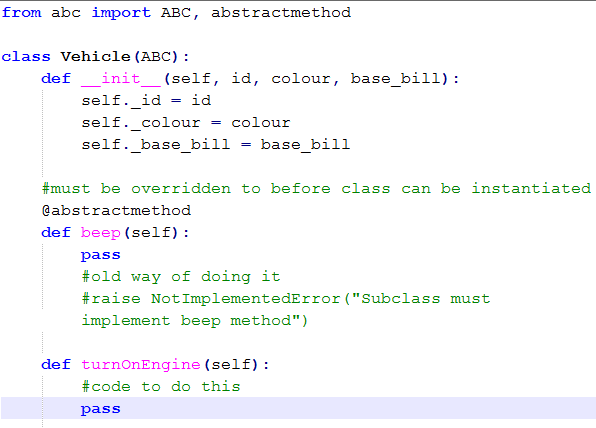 from abc import ABC, abstractmethod
class Vehicle(ABC):
def __init__(self, id, colour, base_bill):
self._id = id
self._colour = colour
self._base_bill = base_bill
#must be overridden to before class can be instantiated
@abstractmethod
def beep(self):
pass
#old way of doing it
#raise NotImplementedError("Subclass must
implement beep method")
def turnOnEngine(self):
#code to do this
pass